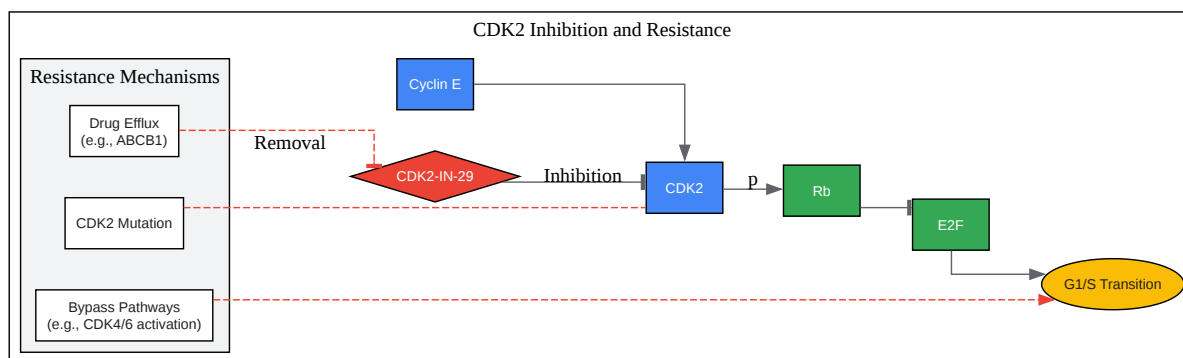 CDK2 Inhibition and Resistance
Resistance Mechanisms
Drug Efflux
(e.g., ABCB1)
CDK2 Mutation
Bypass Pathways
(e.g., CDK4/6 activation)
Removal
Cyclin E
CDK2-IN-29
Inhibition
CDK2
p
Rb
E2F
G1/S Transition